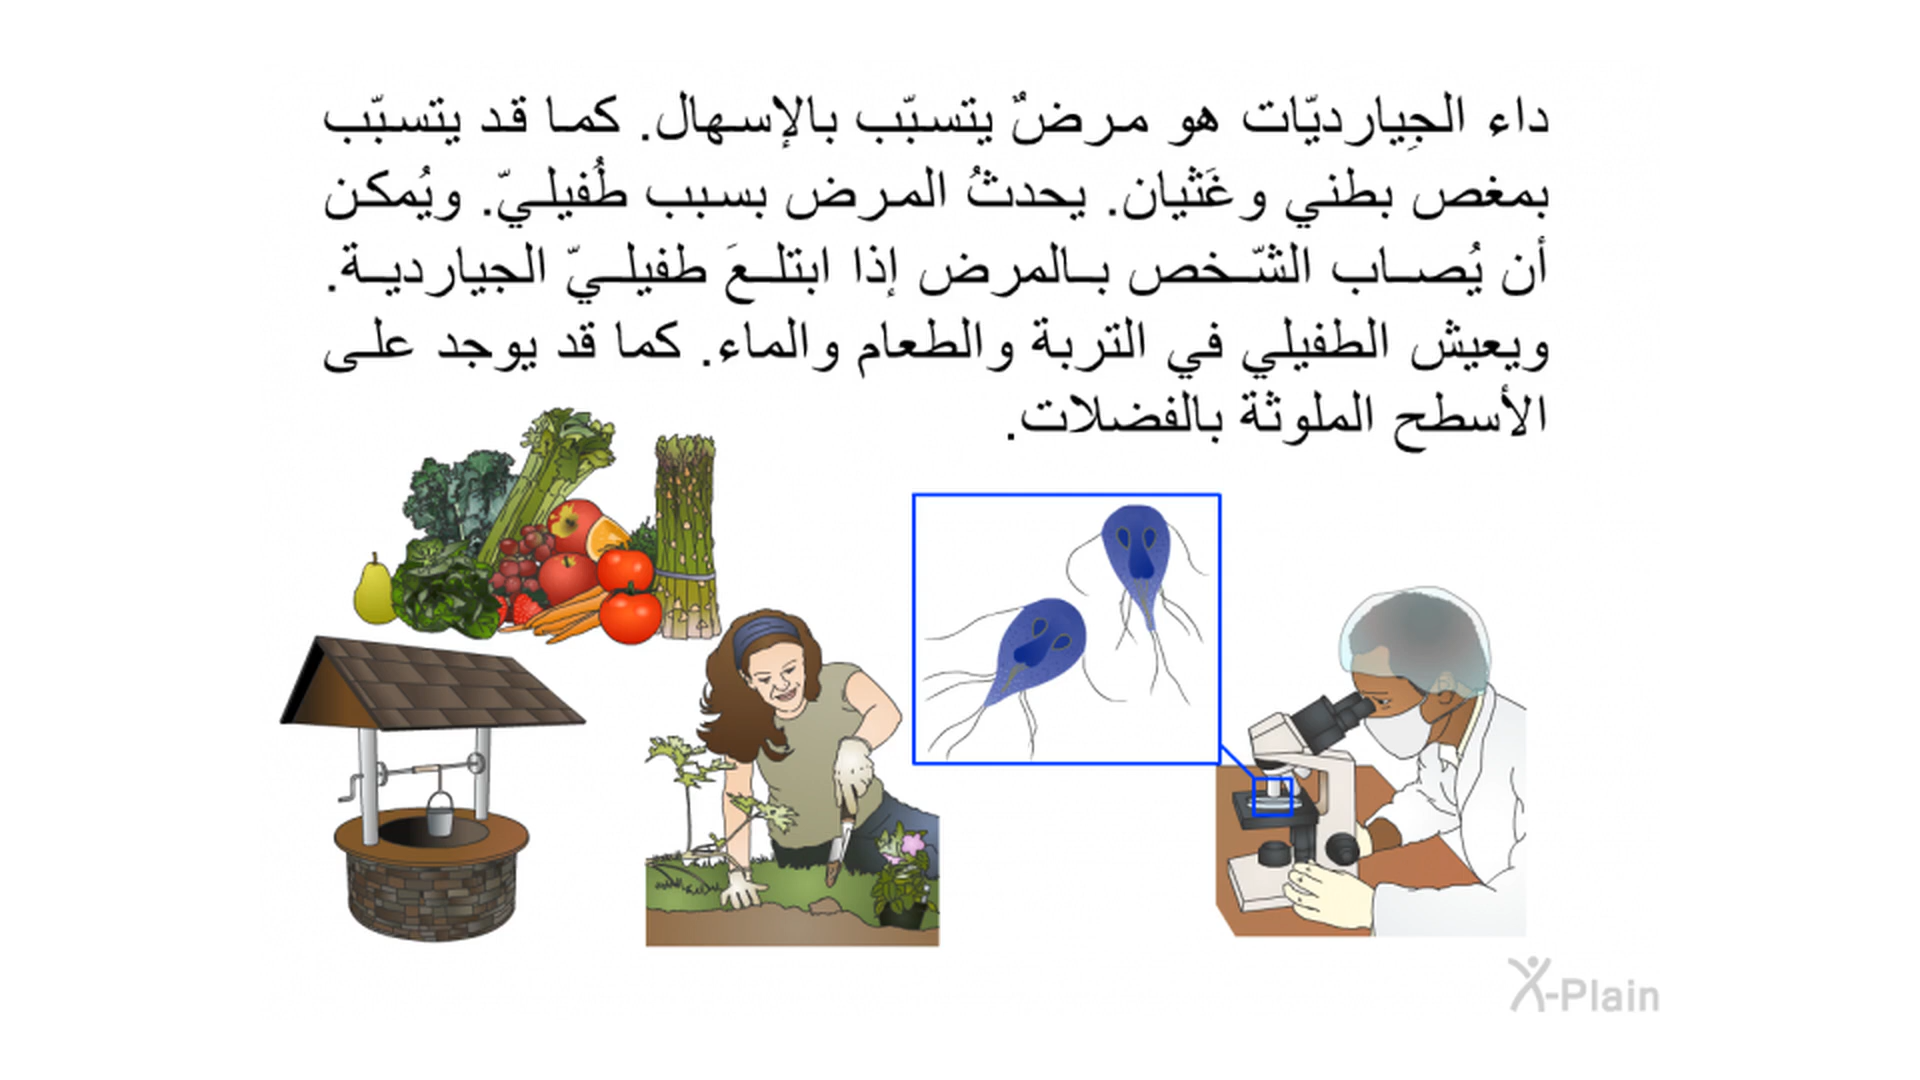 داء الجِيارديّات هو مرضٌ يتسبّب بالإسهال. كما قد يتسبّب
بمغص بطني وغَثيان. يحدثُ المرض بسبب طُفيليّ. ويُمكن
أن يُصاب الشّخص بالمرض إذا ابتلعَ طفيليّ الجياردية.
ويعيش الطفيلي في التربة والطعام والماء. كما قد يوجد على
الأسطح الملوثة بالفضلات.
X-Plain